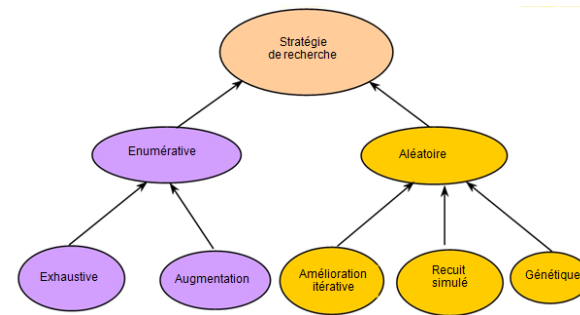 Stratégie
de recherche
Enumérative
Aléatoire
Exhaustive
Augmentation
Amélioration
itérative
Recuit
simulé
Génétique